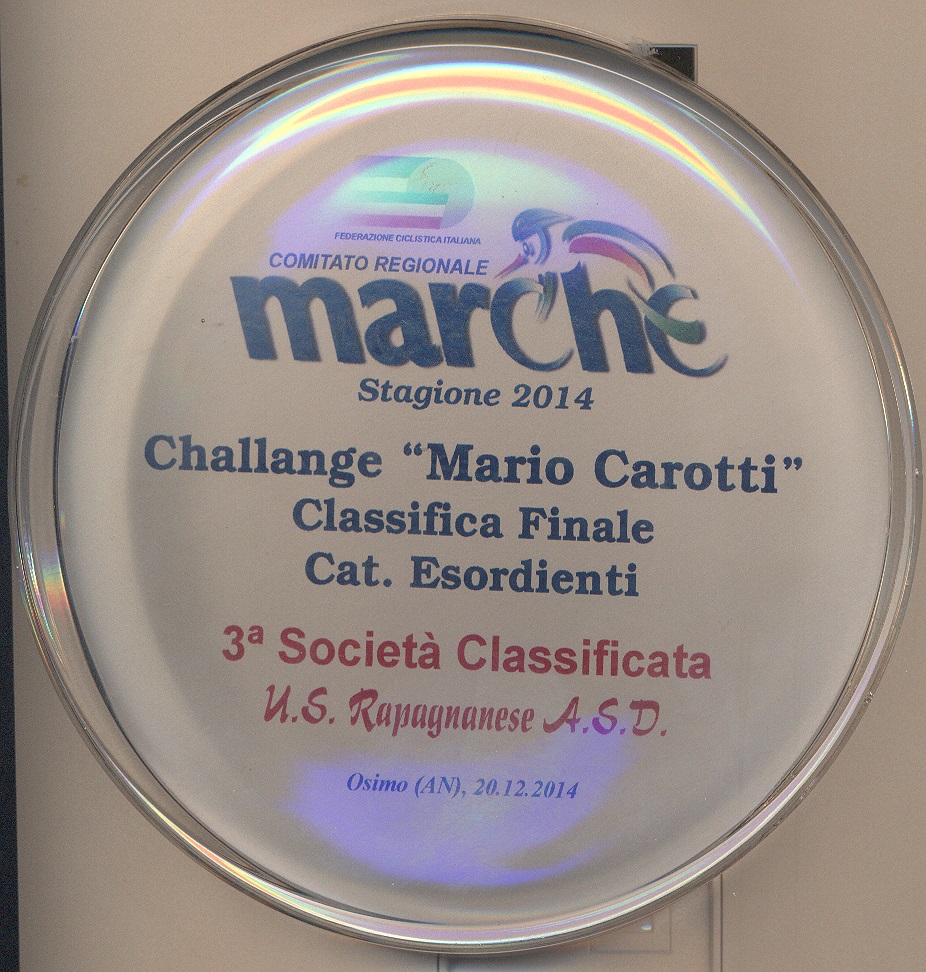 FEDERAZIONE CICLISTICA ITALIANA
COMITATO REGIONALE
marche
Stagione 2014
Challange “Mario Carotti”
Classifica Finale
Cat. Esordienti
3ª Società Classificata
U.S. Rapagnanese A.S.D.
Osimo (AN), 20.12.2014